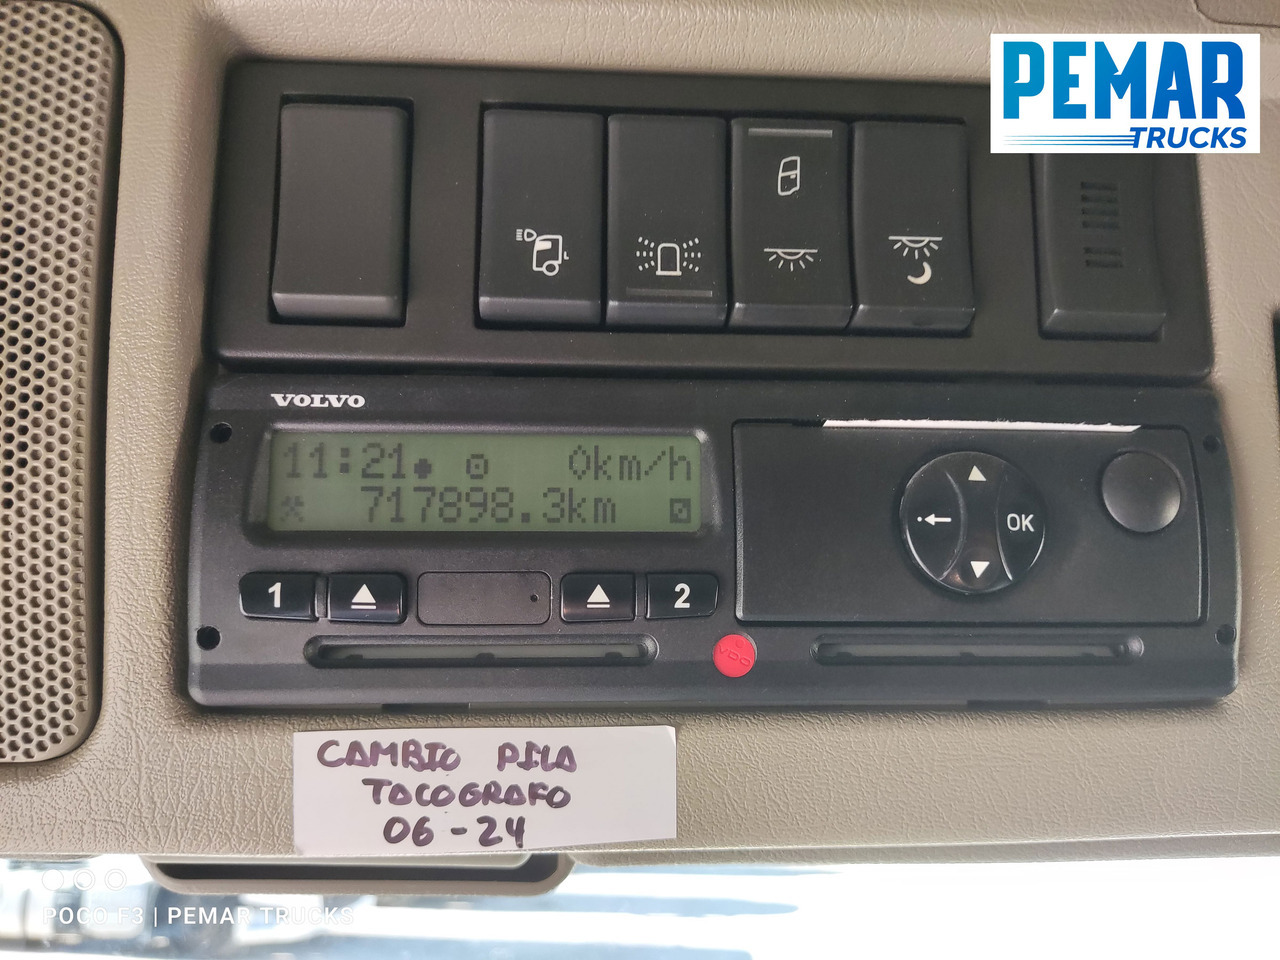 PEMAR
TRUCKS
VOLVO
11:21 0km/h
717898.3km
1
2
OK
VDO
CAMBIO PILA
TACOGRAFO
06-24
POCO F3 | PEMAR TRUCKS